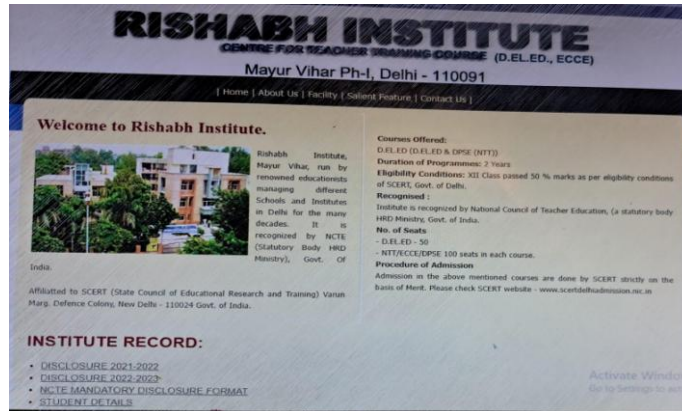 RISHABH INSTITUTE
CENTRE FOR TEACHER TRAINING COURSE (D.EL.ED., ECCE)
Mayur Vihar Ph-I, Delhi - 110091
[ Home | About Us | Facility | Salient Feature | Contact Us ]
Welcome to Rishabh Institute.
Rishabh Institute,
Mayur Vihar, run by
renowned educationists
managing different
Schools and Institutes
in Delhi for the many
decades. It is
recognized by NCTE
(Statutory Body HRD
Ministry), Govt. Of
India.
Affiliatted to SCERT (State Council of Educational Research and Training) Varun
Marg. Defence Colony, New Delhi - 110024 Govt. of India.
Courses Offered:
D.EL.ED (D.EL.ED & DPSE (NTT))
Duration of Programmes: 2 Years
Eligibility Conditions: XII Class passed 50 % marks as per eligibility conditions
of SCERT, Govt. of Delhi.
Recognised :
Institute is recognized by National Council of Teacher Education, (a statutory body
HRD Ministry, Govt. of India.
No. of Seats
- D.EL.ED - 50
- NTT/ECCE/DPSE 100 seats in each course.
Procedure of Admission
Admission in the above mentioned courses are done by SCERT strictly on the
basis of Merit. Please check SCERT website - www.scertdelhiadmission.nic.in
INSTITUTE RECORD:
• DISCLOSURE 2021-2022
• DISCLOSURE 2022-2023
• NCTE MANDATORY DISCLOSURE FORMAT
• STUDENT DETAILS
Activate Windo
Go to Settings to